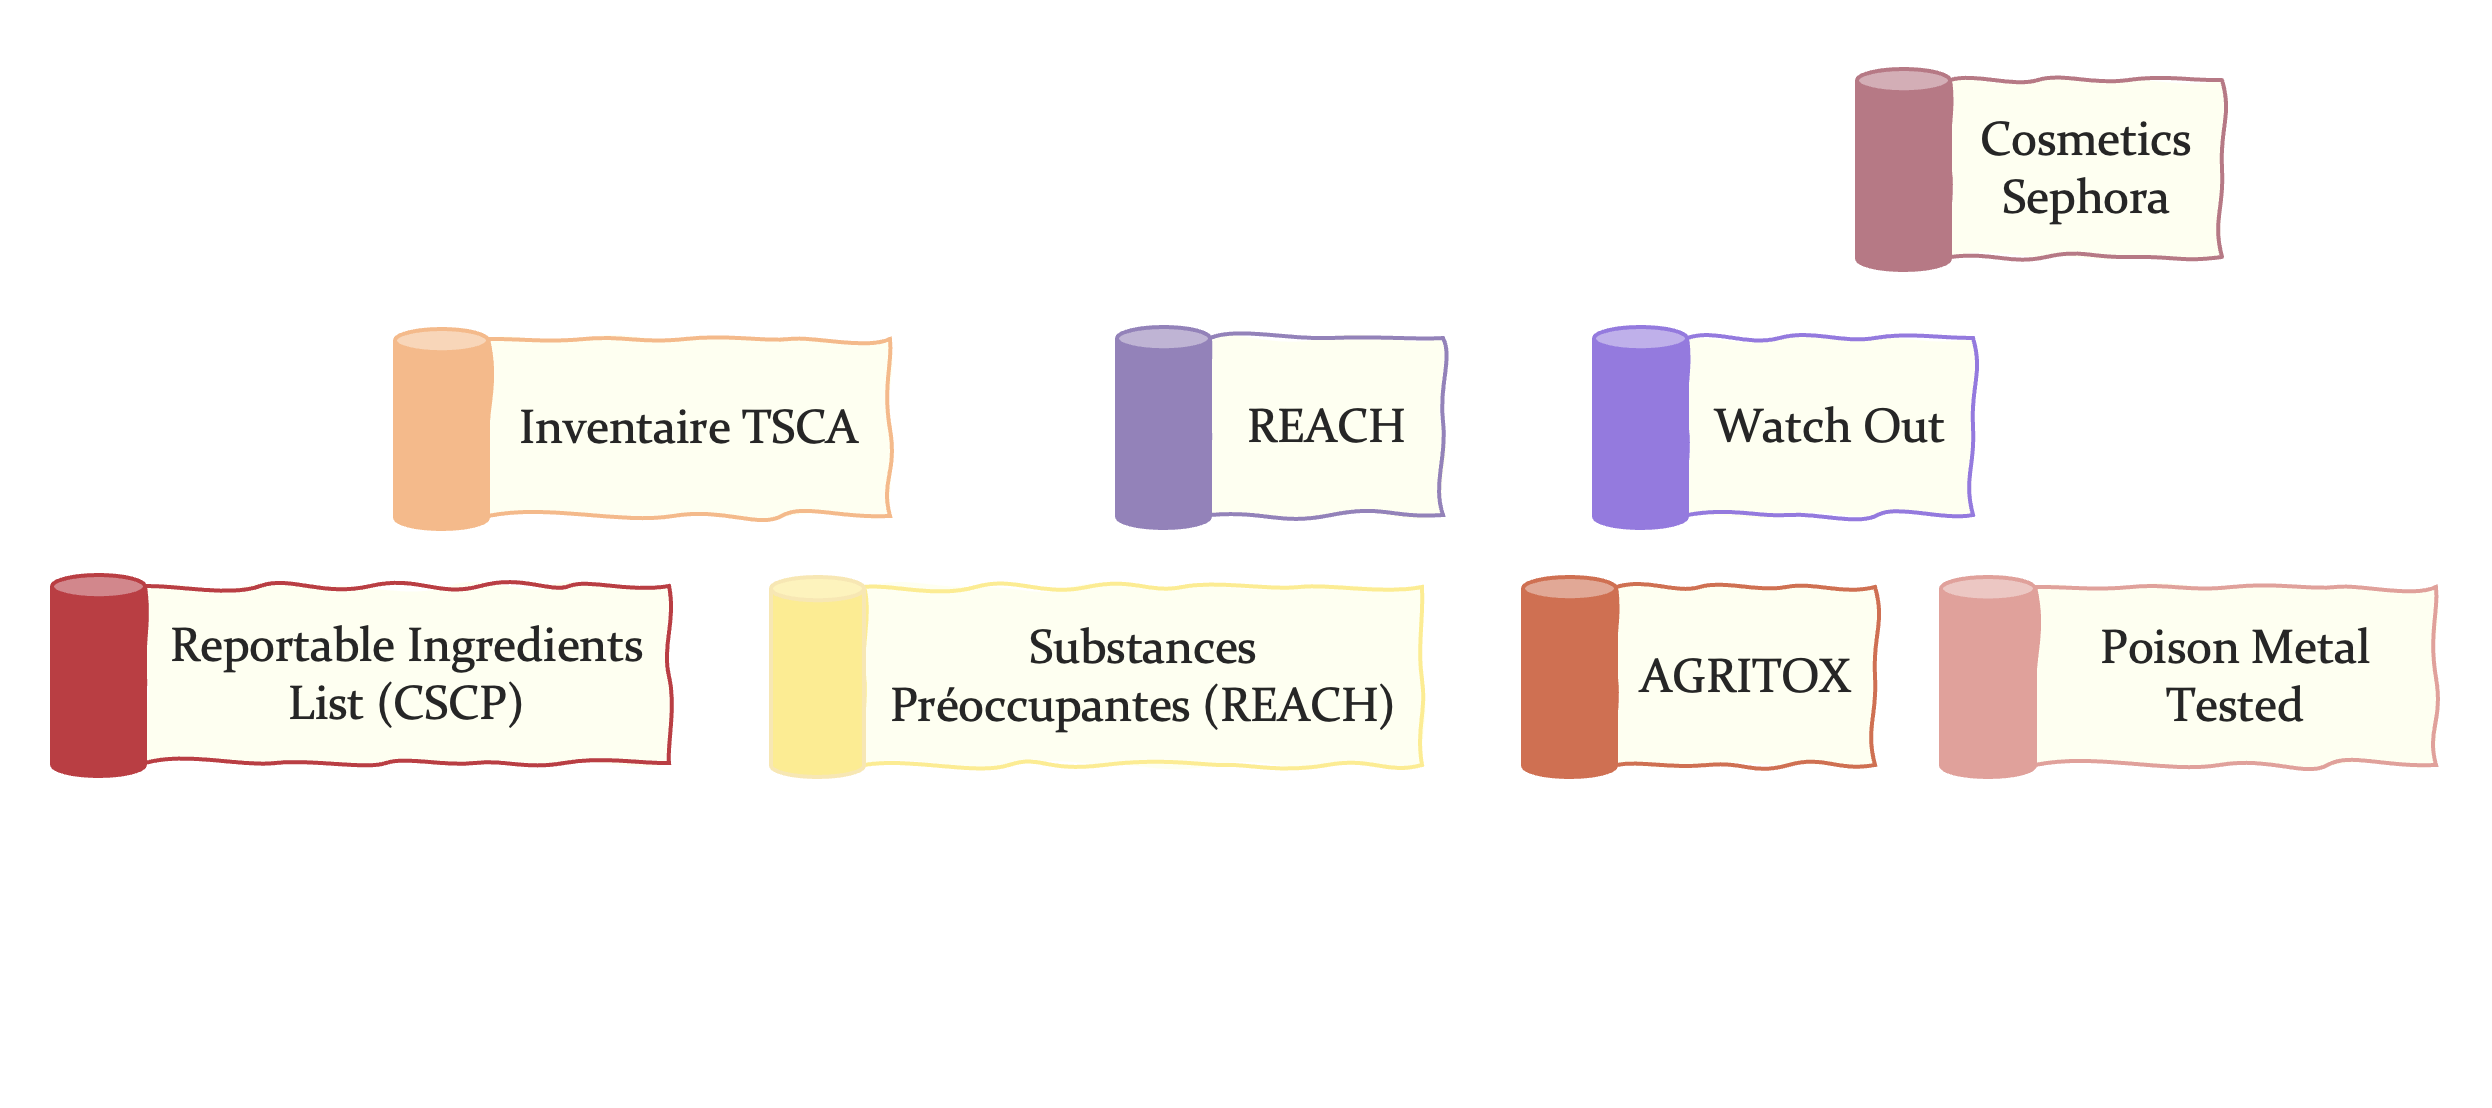 Cosmetics
Sephora
Inventaire TSCA
REACH
Watch Out
Reportable Ingredients
List (CSCP)
Substances
Préoccupantes (REACH)
AGRITOX
Poison Metal
Tested